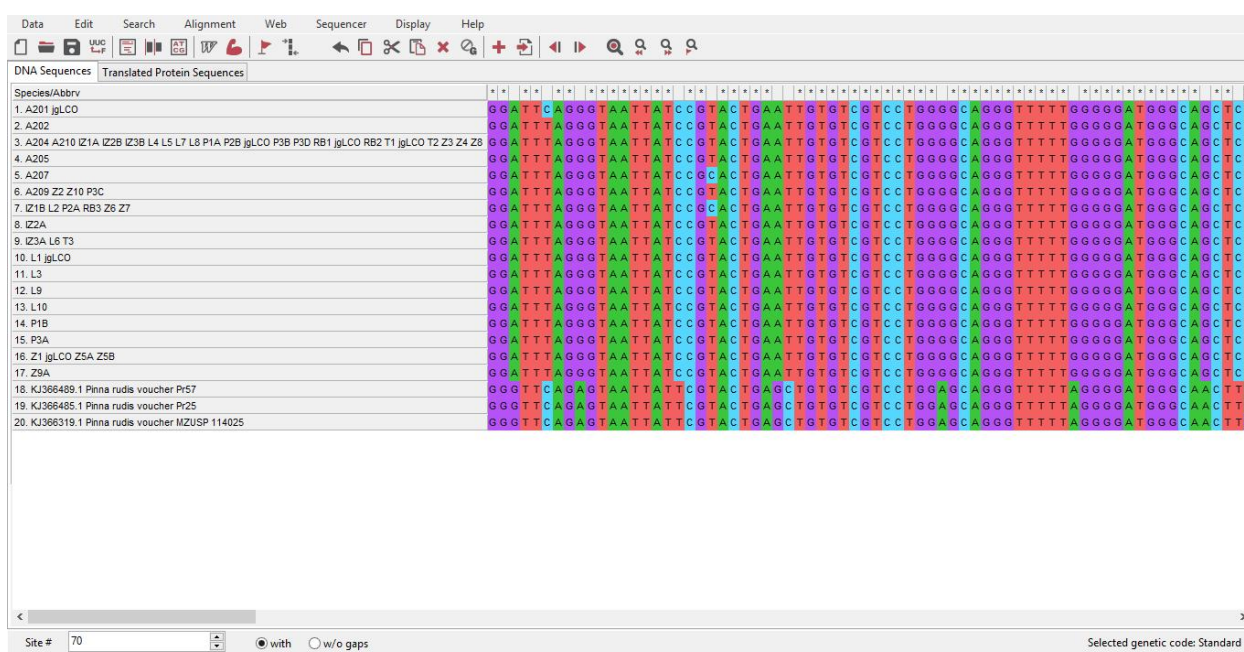 Data Edit Search Alignment Web Sequencer Display Help
DNA Sequences Translated Protein Sequences
Species/Abbrv ** ** ** ******** ** ***** ************* *********** *********** **
1. A201 jgLCO GGATTCAGGGTAATTATCCGTACTGAATTGTGTCGTCCTGGGGCAGGGTTTTTGGGGGATGGGCAGCTC
2. A202 GGATTTAGGGTAATTATCCGTACTGAATTGTGTCGTCCTGGGGCAGGGTTTTTGGGGGATGGGCAGCTC
3. A204 A210 IZ1A IZ2B IZ3B L4 L5 L7 L8 P1A P2B jgLCO P3B P3D RB1 jgLCO RB2 T1 jgLCO T2 Z3 Z4 Z8 GGATTTAGGGTAATTATCCGTACTGAATTGTGTCGTCCTGGGGCAGGGTTTTTGGGGGATGGGCAGCTC
4. A205 GGATTTAGGGTAATTATCCGTACTGAATTGTGTCGTCCTGGGGCAGGGTTTTTGGGGGATGGGCAGCTC
5. A207 GGATTTAGGGTAATTATCCGCACTGAATTGTGTCGTCCTGGGGCAGGGTTTTTGGGGGATGGGCAGCTC
6. A209 Z2 Z10 P3C GGATTTAGGGTAATTATCCGTACTGAATTGTGTCGTCCTGGGGCAGGGTTTTTGGGGGATGGGCAGCTC
7. IZ1B L2 P2A RB3 Z6 Z7 GGATTTAGGGTAATTATCCGCACTGAATTGTGTCGTCCTGGGGCAGGGTTTTTGGGGGATGGGCAGCTC
8. IZ2A GGATTTAGGGTAATTATCCGTACTGAATTGTGTCGTCCTGGGGCAGGGTTTTTGGGGGATGGGCAGCTC
9. IZ3A L6 T3 GGATTTAGGGTAATTATCCGTACTGAATTGTGTCGTCCTGGGGCAGGGTTTTTGGGGGATGGGCAGCTC
10. L1 jgLCO GGATTTAGGGTAATTATCCGTACTGAATTGTGTCGTCCTGGGGCAGGGTTTTTGGGGGATGGGCAGCTC
11. L3 GGATTTAGGGTAATTATCCGTACTGAATTGTGTCGTCCTGGGGCAGGGTTTTTGGGGGATGGGCAGCTC
12. L9 GGATTTAGGGTAATTATCCGTACTGAATTGTGTCGTCCTGGGGCAGGGTTTTTGGGGGATGGGCAGCTC
13. L10 GGATTTAGGGTAATTATCCGTACTGAATTGTGTCGTCCTGGGGCAGGGTTTTTGGGGGATGGGCAGCTC
14. P1B GGATTTAGGGTAATTATCCGTACTGAATTGTGTCGTCCTGGGGCAGGGTTTTTGGGGGATGGGCAGCTC
15. P3A GGATTTAGGGTAATTATCCGTACTGAATTGTGTCGTCCTGGGGCAGGGTTTTTGGGGGATGGGCAGCTC
16. Z1 jgLCO Z5A Z5B GGATTTAGGGTAATTATCCGTACTGAATTGTGTCGTCCTGGGGCAGGGTTTTTGGGGGATGGGCAGCTC
17. Z9A GGATTTAGGGTAATTATCCGTACTGAATTGTGTCGTCCTGGGGCAGGGTTTTTGGGGGATGGGCAGCTC
18. KJ366489.1 Pinna rudis voucher Pr57 GGGTTCAGAGTAATTATTCGTACTGAGCTGTGTCGTCCTGGAGCAGGGTTTTTAGGGGATGGGCAACTT
19. KJ366485.1 Pinna rudis voucher Pr25 GGGTTCAGAGTAATTATTCGTACTGAGCTGTGTCGTCCTGGAGCAGGGTTTTTAGGGGATGGGCAACTT
20. KJ366319.1 Pinna rudis voucher MZUSP 114025 GGGTTCAGAGTAATTATTCGTACTGAGCTGTGTCGTCCTGGAGCAGGGTTTTTAGGGGATGGGCAACTT
Site # 70 with w/o gaps Selected genetic code: Standard